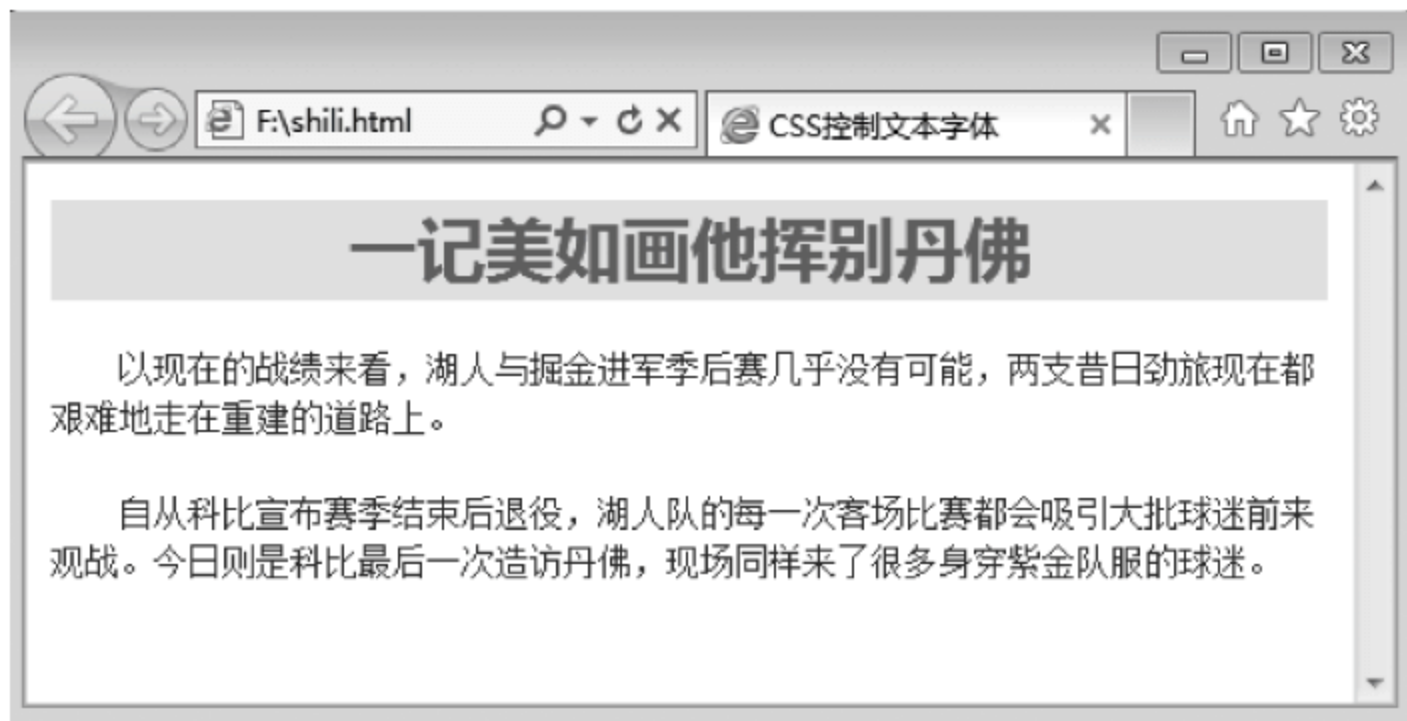 F:\shili.html
CSS控制文本字体
一记美如画他挥别丹佛
以现在的战绩来看，湖人与掘金进军季后赛几乎没有可能，两支昔日劲旅现在都
艰难地走在重建的道路上。
自从科比宣布赛季结束后退役，湖人队的每一次客场比赛都会吸引大批球迷前来
观战。今日则是科比最后一次造访丹佛，现场同样来了很多身穿紫金队服的球迷。